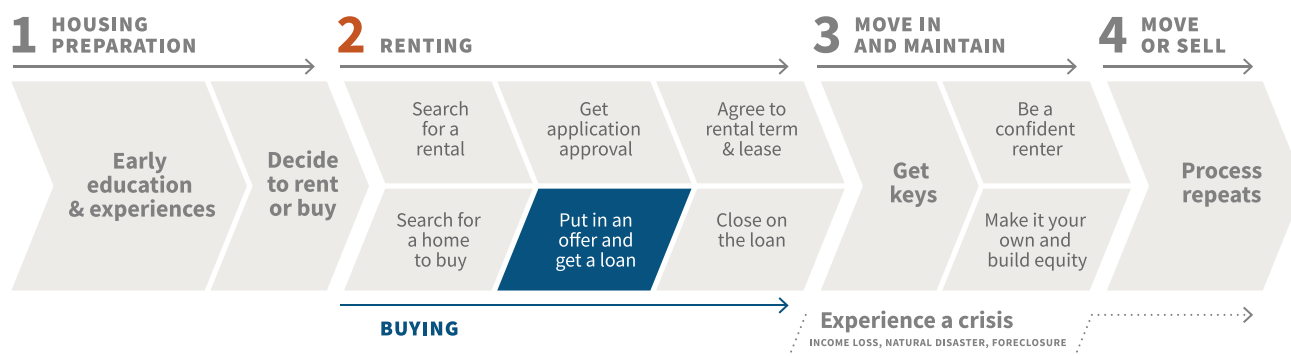 1 HOUSING
PREPARATION
2 RENTING
3 MOVE IN
AND MAINTAIN
4 MOVE
OR SELL
Early
education
& experiences
Decide
to rent
or buy
Search
for a
rental
Get
application
approval
Agree to
rental term
& lease
Search for
a home
to buy
Put in an
offer and
get a loan
Close on
the loan
Get
keys
Be a
confident
renter
Make it your
own and
build equity
Process
repeats
BUYING
Experience a crisis
INCOME LOSS, NATURAL DISASTER, FORECLOSURE